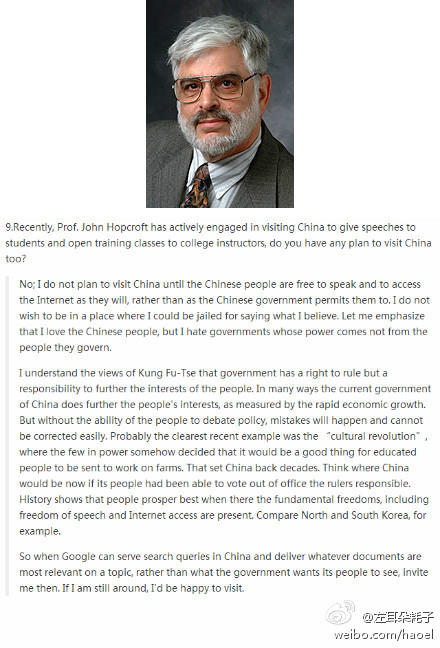 9.Recently, Prof. John Hopcroft has actively engaged in visiting China to give speeches to
students and open training classes to college instructors, do you have any plan to visit China
too?
No; I do not plan to visit China until the Chinese people are free to speak and to access
the Internet as they will, rather than as the Chinese government permits them to. I do not
wish to be in a place where I could be jailed for saying what I believe. Let me emphasize
that I love the Chinese people, but I hate governments whose power comes not from the
people they govern.
I understand the views of Kung Fu-Tse that government has a right to rule but a
responsibility to further the interests of the people. In many ways the current government
of China does further the people's interests, as measured by the rapid economic growth.
But without the ability of the people to debate policy, mistakes will happen and cannot
be corrected easily. Probably the clearest recent example was the “cultural revolution”,
where the few in power somehow decided that it would be a good thing for educated
people to be sent to work on farms. That set China back decades. Think where China
would be now if its people had been able to vote out of office the rulers responsible.
History shows that people prosper best when there the fundamental freedoms, including
freedom of speech and Internet access are present. Compare North and South Korea, for
example.
So when Google can serve search queries in China and deliver whatever documents are
most relevant on a topic, rather than what the government wants its people to see, invite
me then. If I am still around, I'd be happy to visit.
@左耳朵耗子
weibo.com/haoel